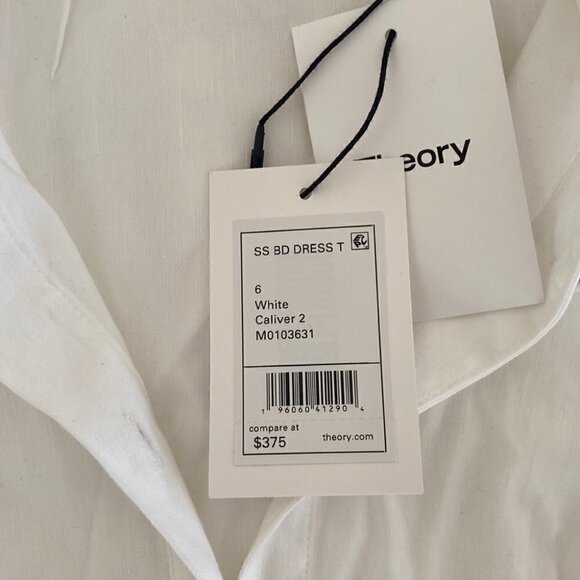 Theory
SS BD DRESS T
6
White
Caliver 2
M0103631
1 96060 41290 4
compare at
$375
theory.com